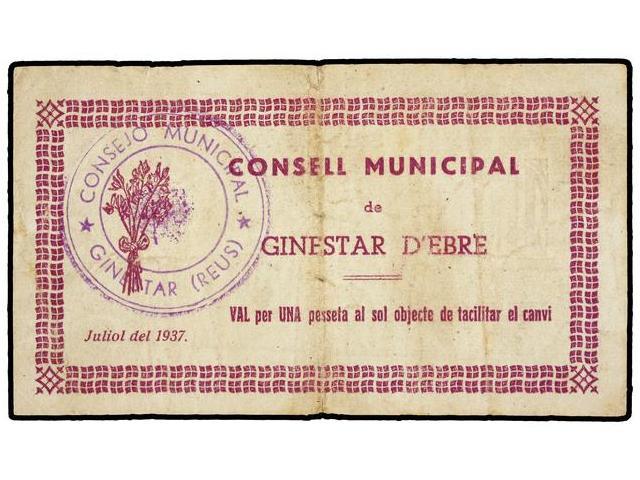 CONSEJO MUNICIPAL
GINESTAR (REUS)
CONSELL MUNICIPAL
de
GINESTAR D'EBRE
VAL per UNA pesseta al sol objecte de facilitar el canvi
Juliol del 1937.